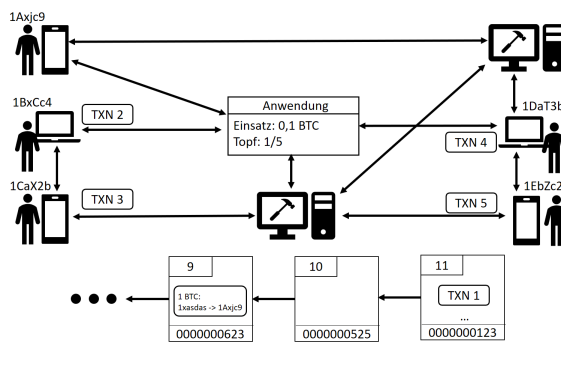 1Axjc9
1BxCc4
TXN 2
Anwendung
Einsatz: 0,1 BTC
Topf: 1/5
1DaT3b
TXN 4
1CaX2b
TXN 3
TXN 5
1EbZc2
9
10
11
1 BTC:
1xasdas -> 1Axjc9
TXN 1
...
0000000623
0000000525
0000000123